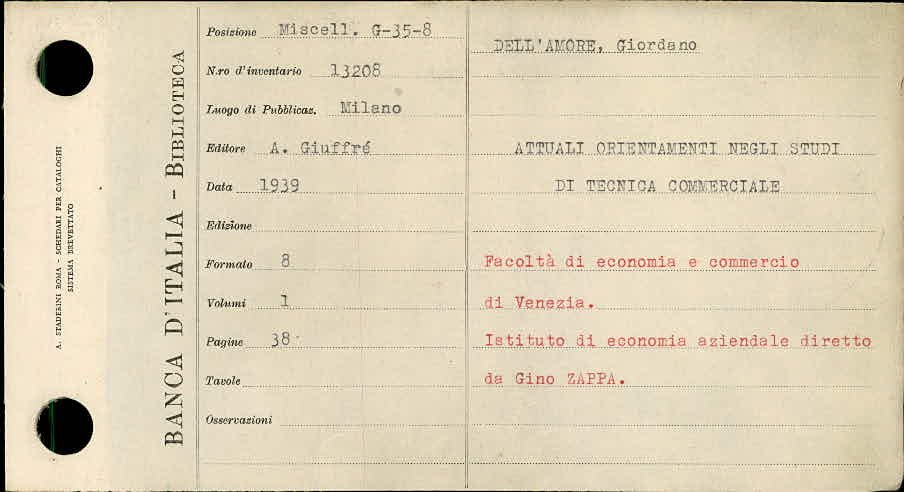 A. STADERINI ROMA - SCHEDARI PER CATALOGHI
SISTEMA BREVETTATO
BANCA D'ITALIA - BIBLIOTECA
Posizione Miscell. G-35-8
N.ro d'inventario 13208
Luogo di Pubblicaz. Milano
Editore A. Giuffré
Data 1939
Edizione
Formato 8
Volumi 1
Pagine 38
Tavole
Osservazioni
DELL'AMORE, Giordano
ATTUALI ORIENTAMENTI NEGLI STUDI
DI TECNICA COMMERCIALE
Facoltà di economia e commercio
di Venezia.
Istituto di economia aziendale diretto
da Gino ZAPPA.